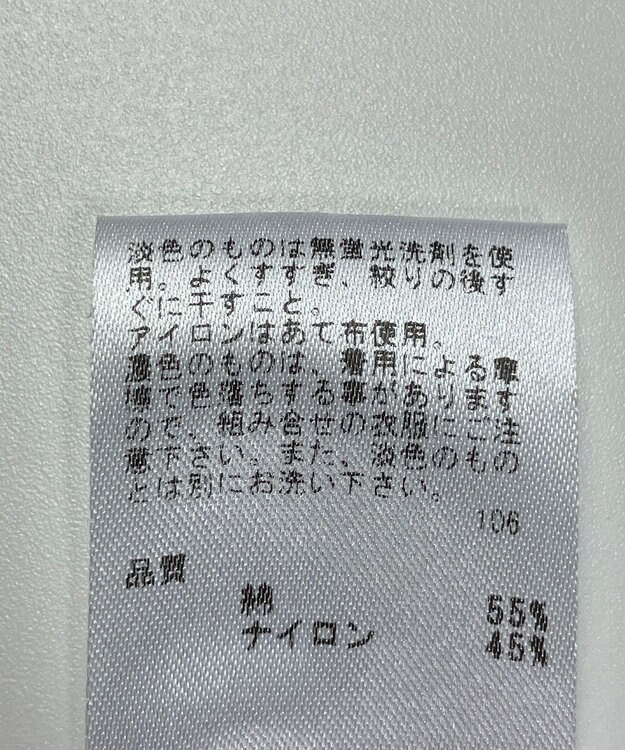 淡色のものは無蛍光洗剤を使
用。よくすすぎ、絞りの後す
ぐに干すこと。
アイロンはあて布使用。
濃色のものは、着用による摩
擦で色落ちする事があります
ので、組み合せの衣服にご注
意下さい。また、淡色のもの
とは別にお洗い下さい。
106
品質
綿 55%
ナイロン 45%